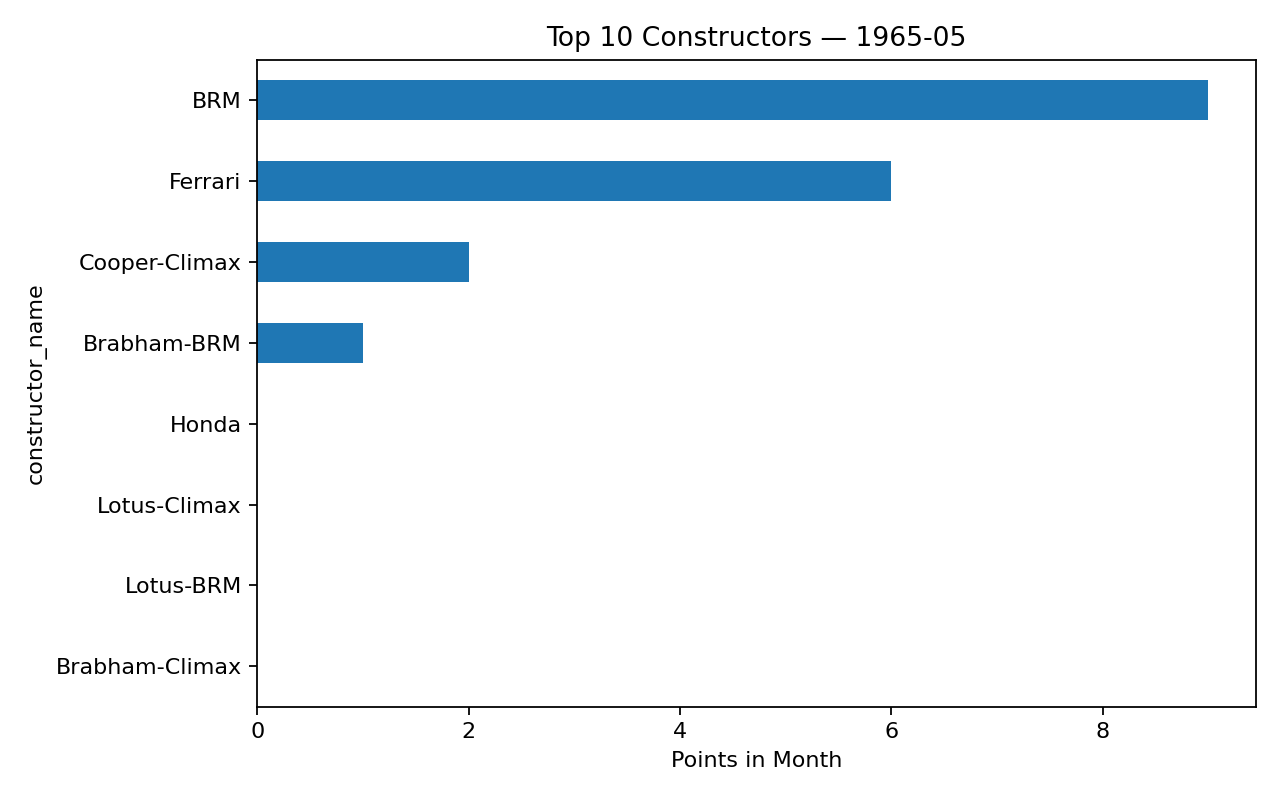 Top 10 Constructors — 1965-05
constructor_name
BRM
Ferrari
Cooper-Climax
Brabham-BRM
Honda
Lotus-Climax
Lotus-BRM
Brabham-Climax
0 2 4 6 8
Points in Month